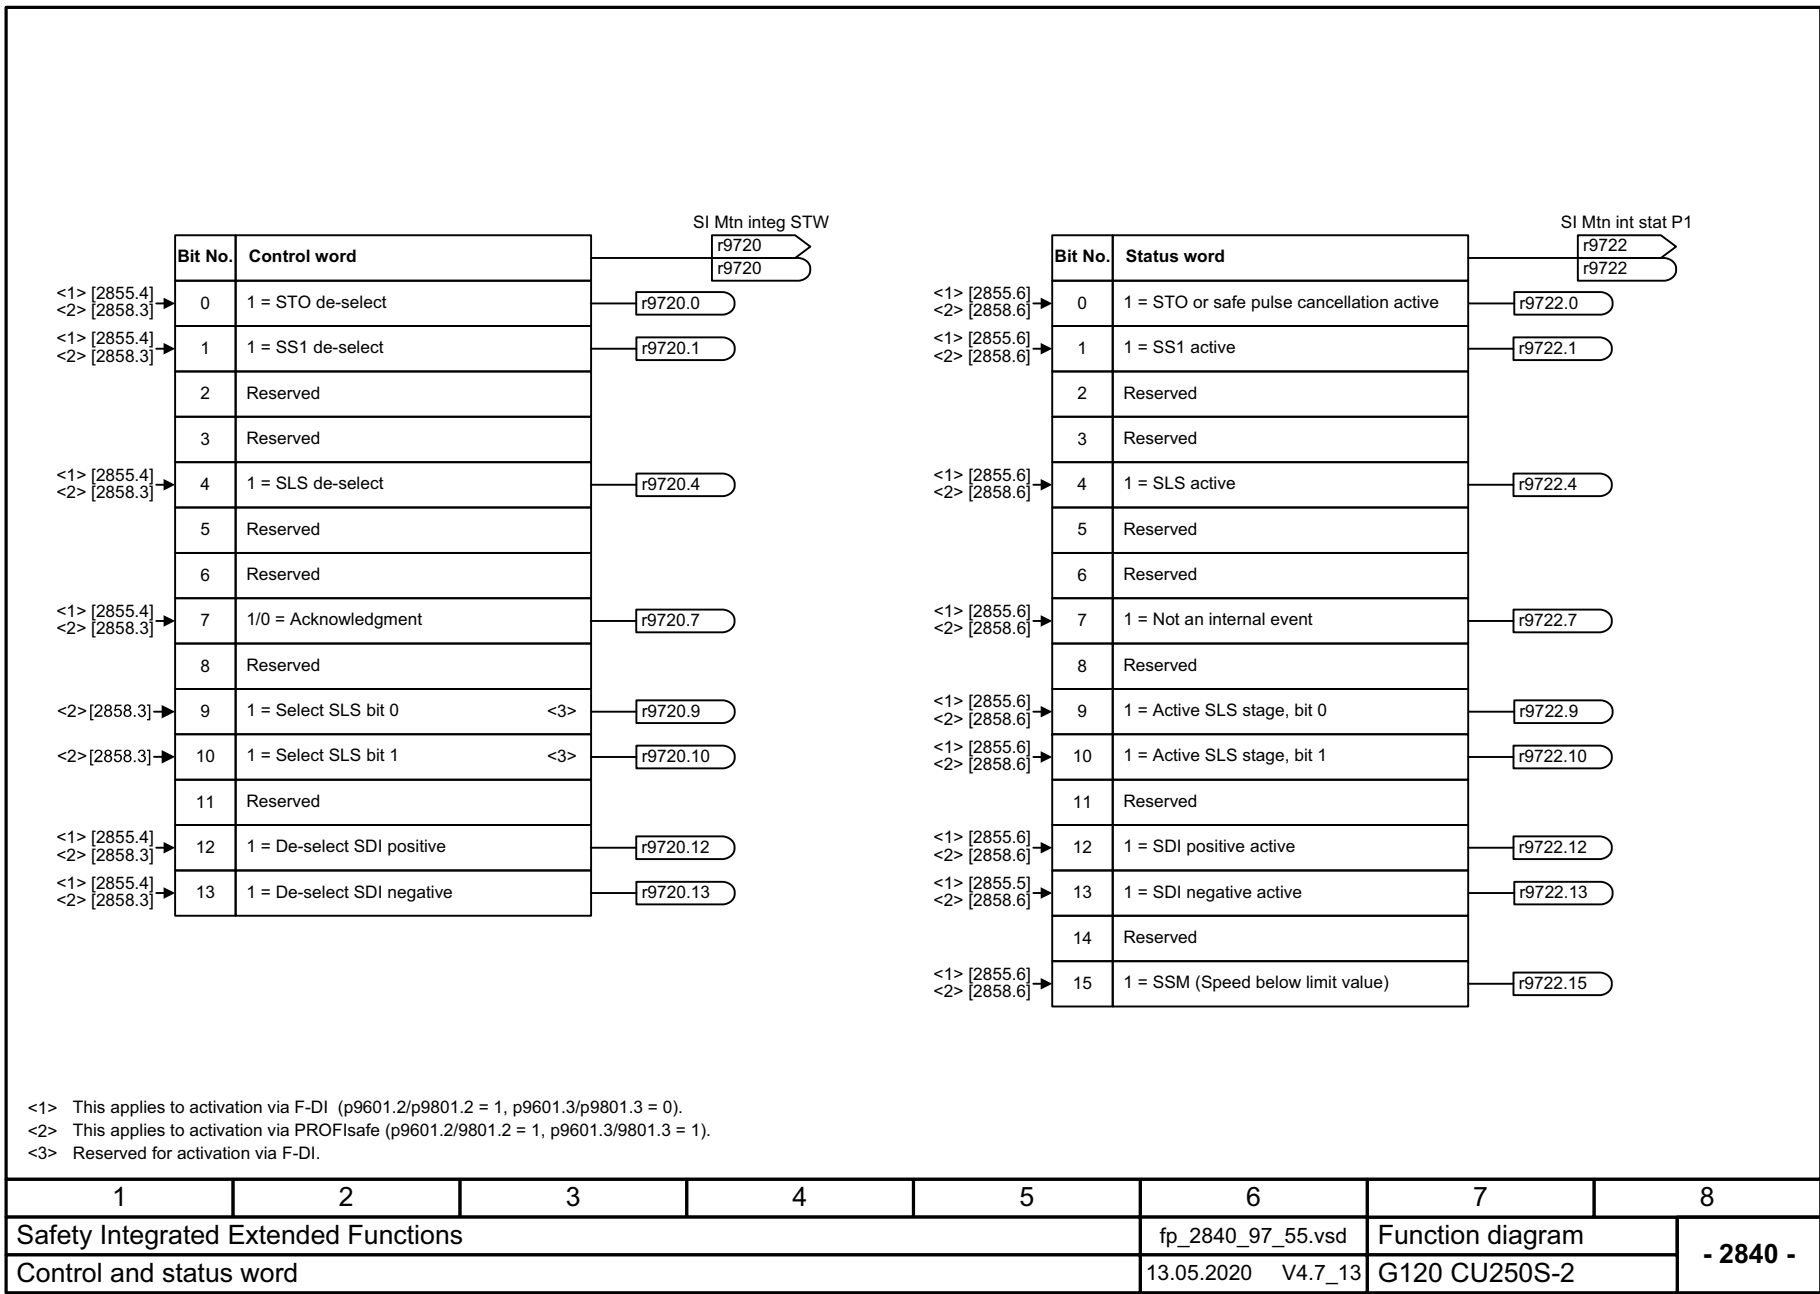 SI Mtn integ STW
r9720
r9720
Bit No. Control word
<1> [2855.4]
<2> [2858.3]
0 1 = STO de-select r9720.0
<1> [2855.4]
<2> [2858.3]
1 1 = SS1 de-select r9720.1
2 Reserved
3 Reserved
<1> [2855.4]
<2> [2858.3]
4 1 = SLS de-select r9720.4
5 Reserved
6 Reserved
<1> [2855.4]
<2> [2858.3]
7 1/0 = Acknowledgment r9720.7
8 Reserved
<2>[2858.3] 9 1 = Select SLS bit 0 <3> r9720.9
<2>[2858.3] 10 1 = Select SLS bit 1 <3> r9720.10
11 Reserved
<1> [2855.4]
<2> [2858.3]
12 1 = De-select SDI positive r9720.12
<1> [2855.4]
<2> [2858.3]
13 1 = De-select SDI negative r9720.13
SI Mtn int stat P1
r9722
r9722
Bit No. Status word
<1> [2855.6]
<2> [2858.6]
0 1 = STO or safe pulse cancellation active r9722.0
<1> [2855.6]
<2> [2858.6]
1 1 = SS1 active r9722.1
2 Reserved
3 Reserved
<1> [2855.6]
<2> [2858.6]
4 1 = SLS active r9722.4
5 Reserved
6 Reserved
<1> [2855.6]
<2> [2858.6]
7 1 = Not an internal event r9722.7
8 Reserved
<1> [2855.6]
<2> [2858.6]
9 1 = Active SLS stage, bit 0 r9722.9
<1> [2855.6]
<2> [2858.6]
10 1 = Active SLS stage, bit 1 r9722.10
11 Reserved
<1> [2855.6]
<2> [2858.6]
12 1 = SDI positive active r9722.12
<1> [2855.5]
<2> [2858.6]
13 1 = SDI negative active r9722.13
14 Reserved
<1> [2855.6]
<2> [2858.6]
15 1 = SSM (Speed below limit value) r9722.15
<1> This applies to activation via F-DI (p9601.2/p9801.2 = 1, p9601.3/p9801.3 = 0).
<2> This applies to activation via PROFIsafe (p9601.2/9801.2 = 1, p9601.3/9801.3 = 1).
<3> Reserved for activation via F-DI.
1 2 3 4 5 6 7 8
Safety Integrated Extended Functions fp_2840_97_55.vsd Function diagram
- 2840 -
Control and status word 13.05.2020 V4.7_13 G120 CU250S-2